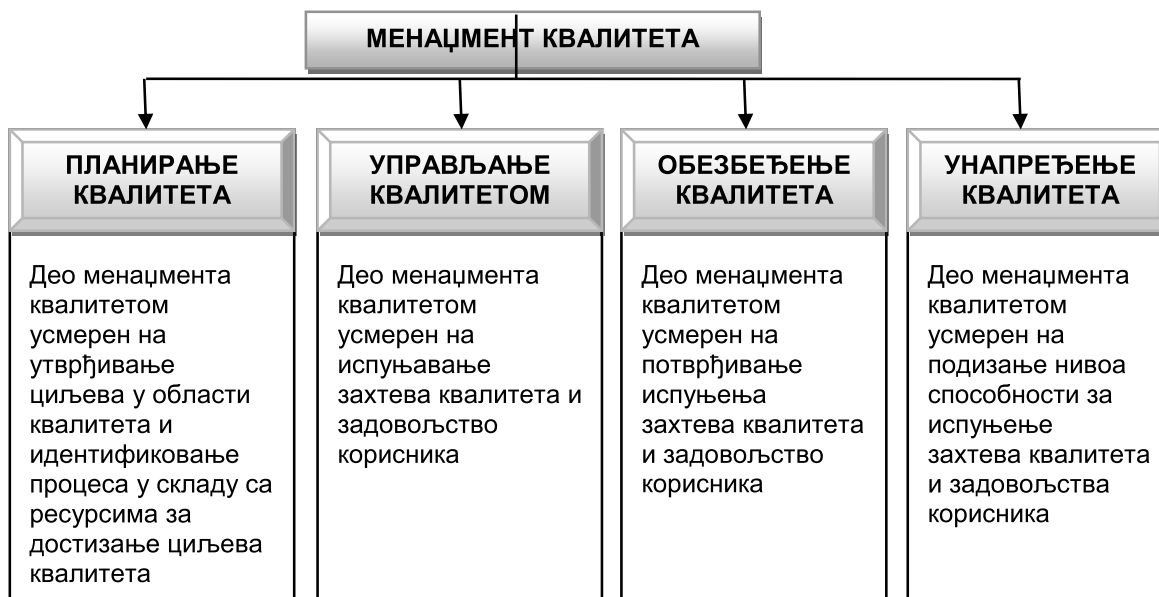 МЕНАЏМЕНТ КВАЛИТЕТА
ПЛАНИРАЊЕ
КВАЛИТЕТА
Део менаџмента
квалитетом
усмерен на
утврђивање
циљева у области
квалитета и
идентификовање
процеса у складу са
ресурсима за
достизање циљева
квалитета
УПРАВЉАЊЕ
КВАЛИТЕТОМ
Део менаџмента
квалитетом
усмерен на
испуњавање
захтева квалитета и
задовољство
корисника
ОБЕЗБЕЂЕЊЕ
КВАЛИТЕТА
Део менаџмента
квалитетом
усмерен на
потврђивање
испуњења
захтева квалитета
и задовољство
корисника
УНАПРЕЂЕЊЕ
КВАЛИТЕТА
Део менаџмента
квалитетом
усмерен на
подизање нивоа
способности за
испуњење
захтева квалитета
и задовољства
корисника